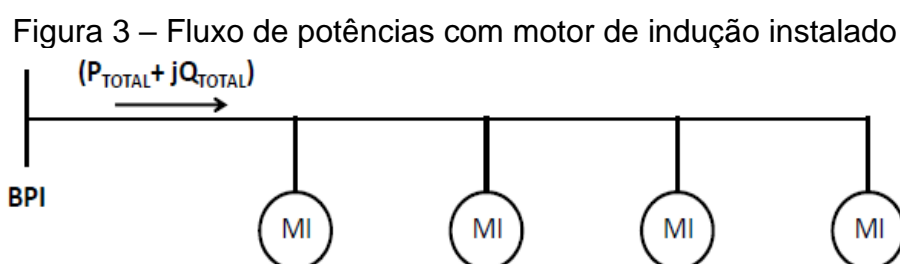 Figura 3 – Fluxo de potências com motor de indução instalado
(PTOTAL+ jQTOTAL)
BPI
MI MI MI MI